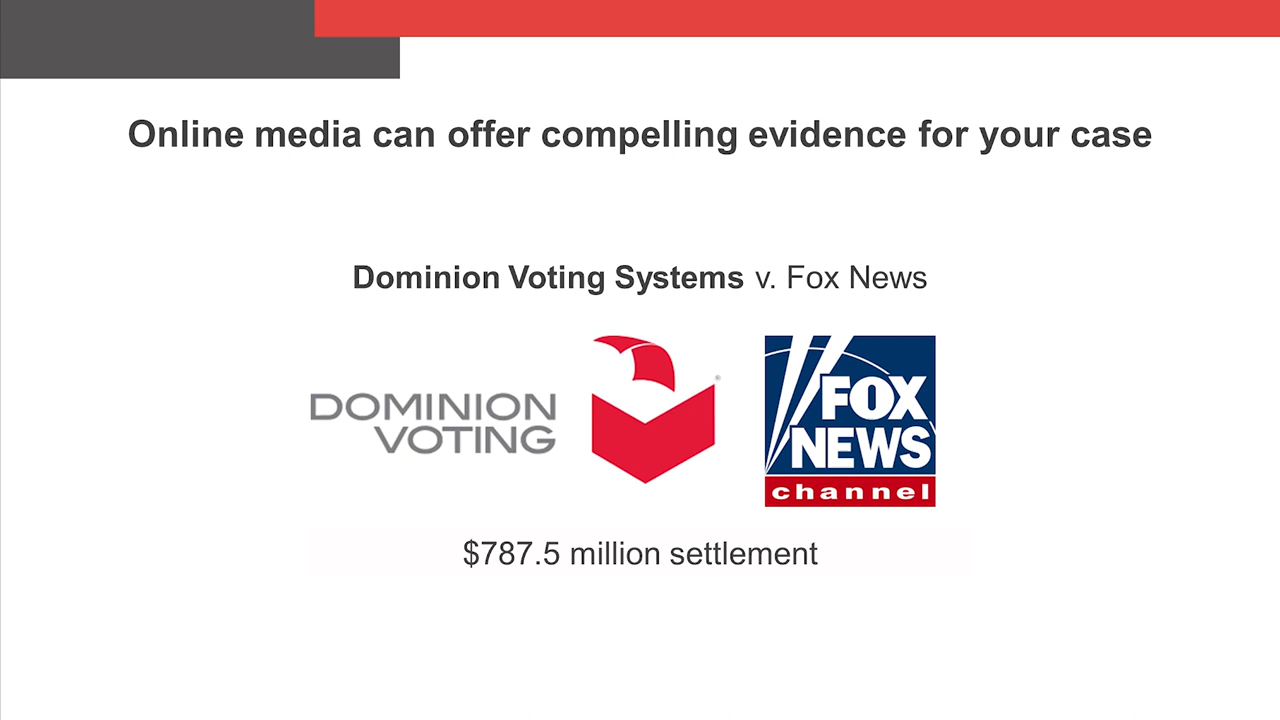 Online media can offer compelling evidence for your case
Dominion Voting Systems v. Fox News
DOMINION
VOTING
®
FOX
NEWS
channel
$787.5 million settlement